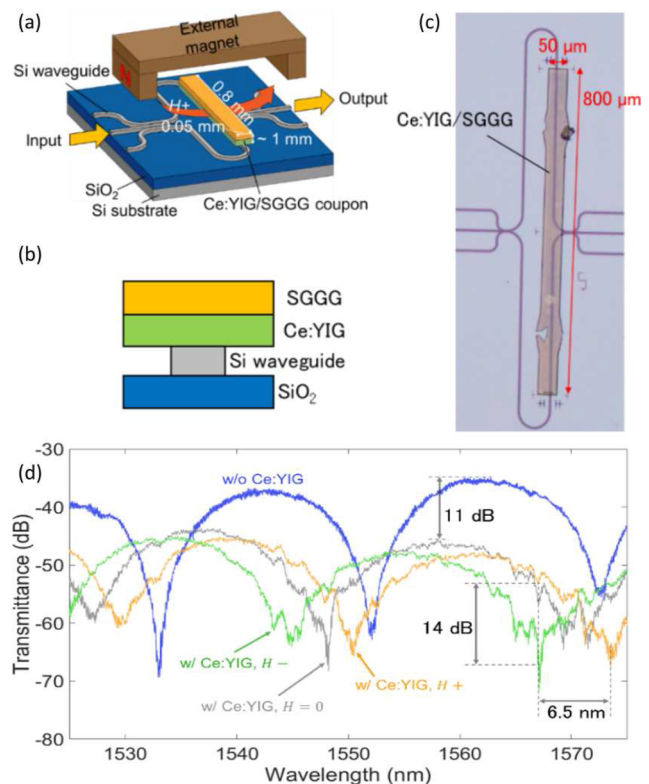 (a)
External
magnet
N
Si waveguide
H+
0.8 mm
0.05 mm
~ 1 mm
Output
Input
SiO2
Si substrate
Ce:YIG/SGGG coupon
(b)
SGGG
Ce:YIG
Si waveguide
SiO2
(c)
50 μm
800 μm
Ce:YIG/SGGG
(d)
Transmittance (dB)
-30
-40
-50
-60
-70
-80
w/o Ce:YIG
11 dB
14 dB
w/ Ce:YIG, H −
w/ Ce:YIG, H +
w/ Ce:YIG, H = 0
6.5 nm
1530
1540
1550
1560
1570
Wavelength (nm)